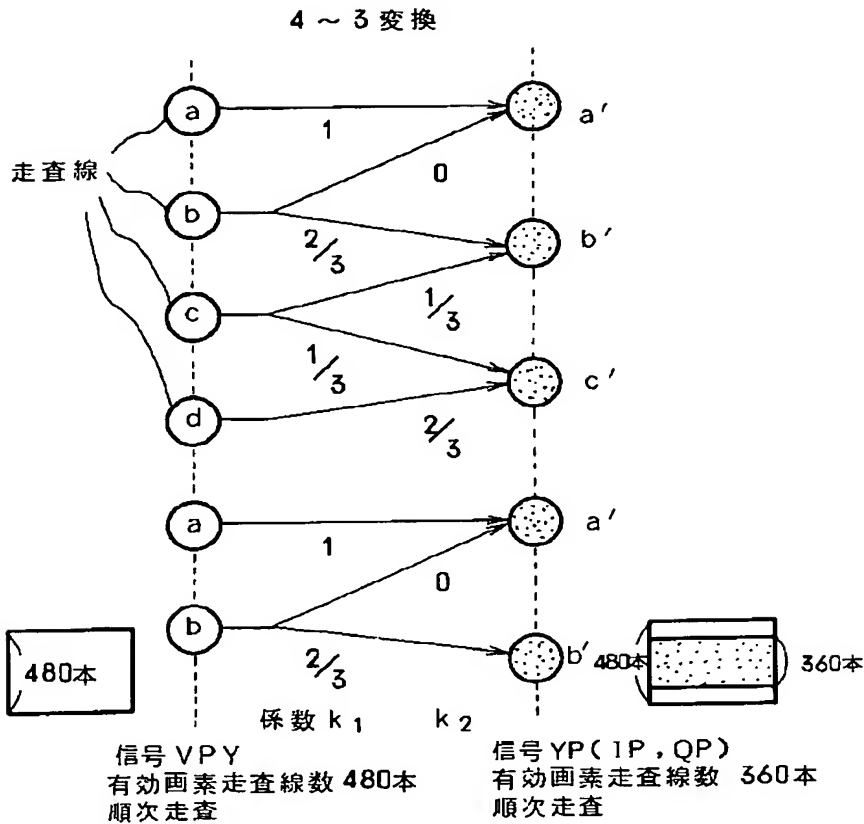 4～3変換
a
1
a′
走査線
0
b
b′
2/3
c
1/3
1/3
c′
d
2/3
a
1
a′
0
b
b′
2/3
480本
480本
360本
係数 k₁ k₂
信号 VPY
有効画素走査線数 480本
順次走査
信号 YP(IP,QP)
有効画素走査線数 360本
順次走査